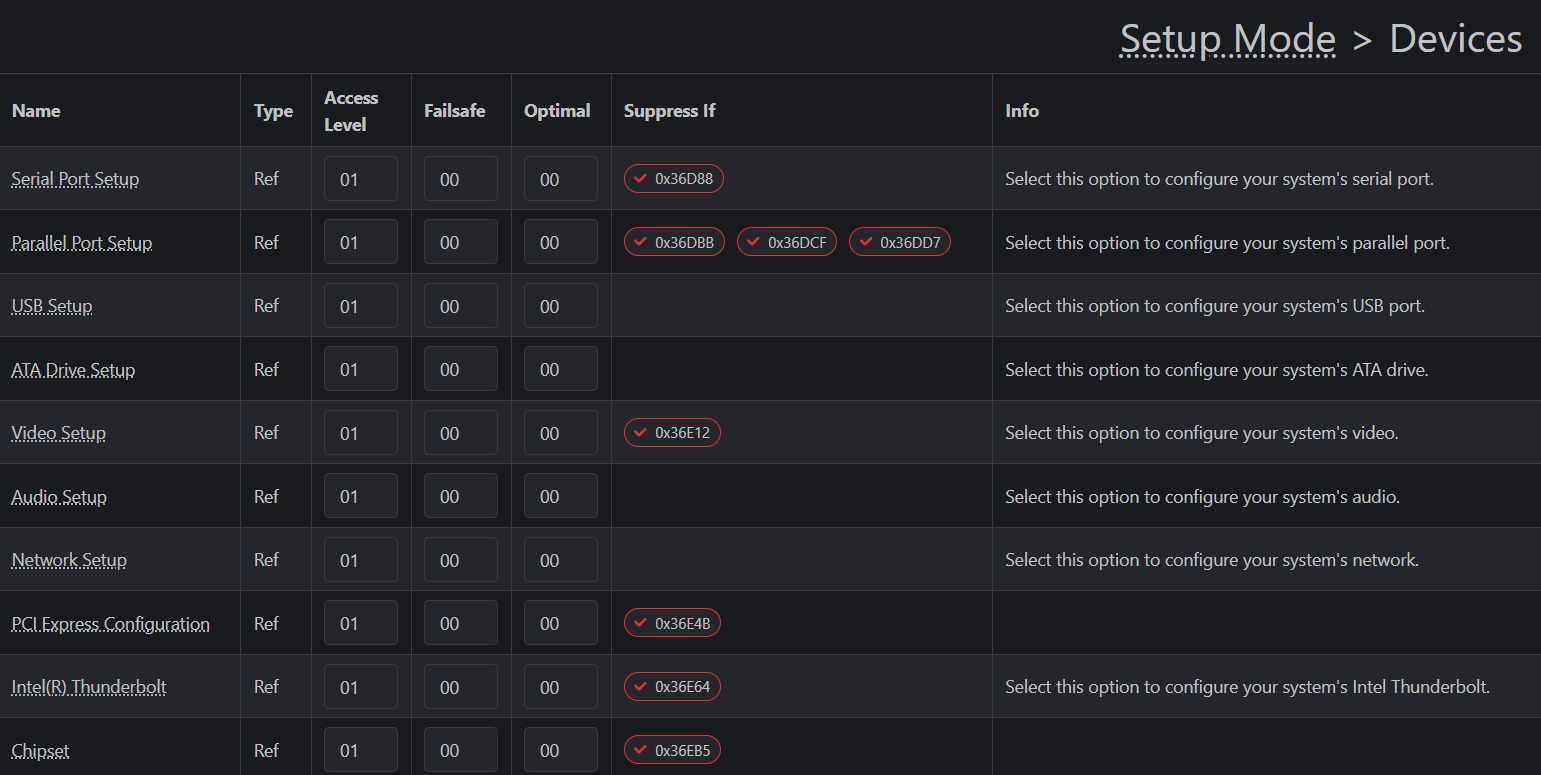 Setup Mode > Devices
Name Type Access Level Failsafe Optimal Suppress If Info
Serial Port Setup Ref 01 00 00 0x36D88 Select this option to configure your system's serial port.
Parallel Port Setup Ref 01 00 00 0x36DBB 0x36DCF 0x36DD7 Select this option to configure your system's parallel port.
USB Setup Ref 01 00 00 Select this option to configure your system's USB port.
ATA Drive Setup Ref 01 00 00 Select this option to configure your system's ATA drive.
Video Setup Ref 01 00 00 0x36E12 Select this option to configure your system's video.
Audio Setup Ref 01 00 00 Select this option to configure your system's audio.
Network Setup Ref 01 00 00 Select this option to configure your system's network.
PCI Express Configuration Ref 01 00 00 0x36E4B
Intel(R) Thunderbolt Ref 01 00 00 0x36E64 Select this option to configure your system's Intel Thunderbolt.
Chipset Ref 01 00 00 0x36EB5